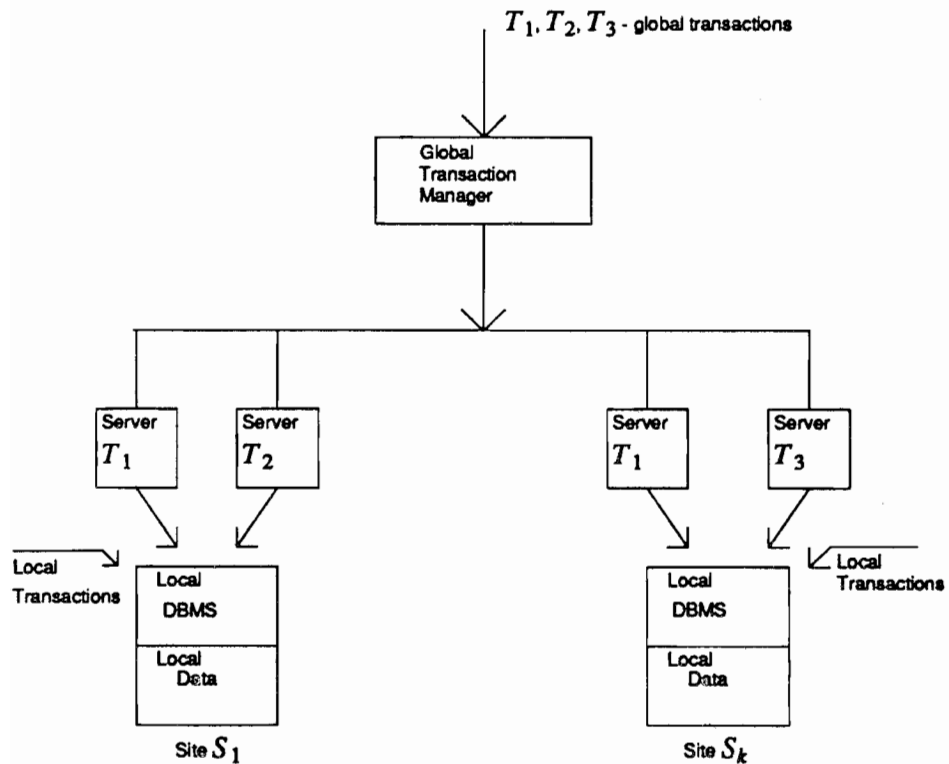 T1, T2, T3 - global transactions
Global
Transaction
Manager
Server
T1
Server
T2
Server
T1
Server
T3
Local
Transactions
Local
DBMS
Local
Data
Local
DBMS
Local
Data
Local
Transactions
Site S1
Site Sk